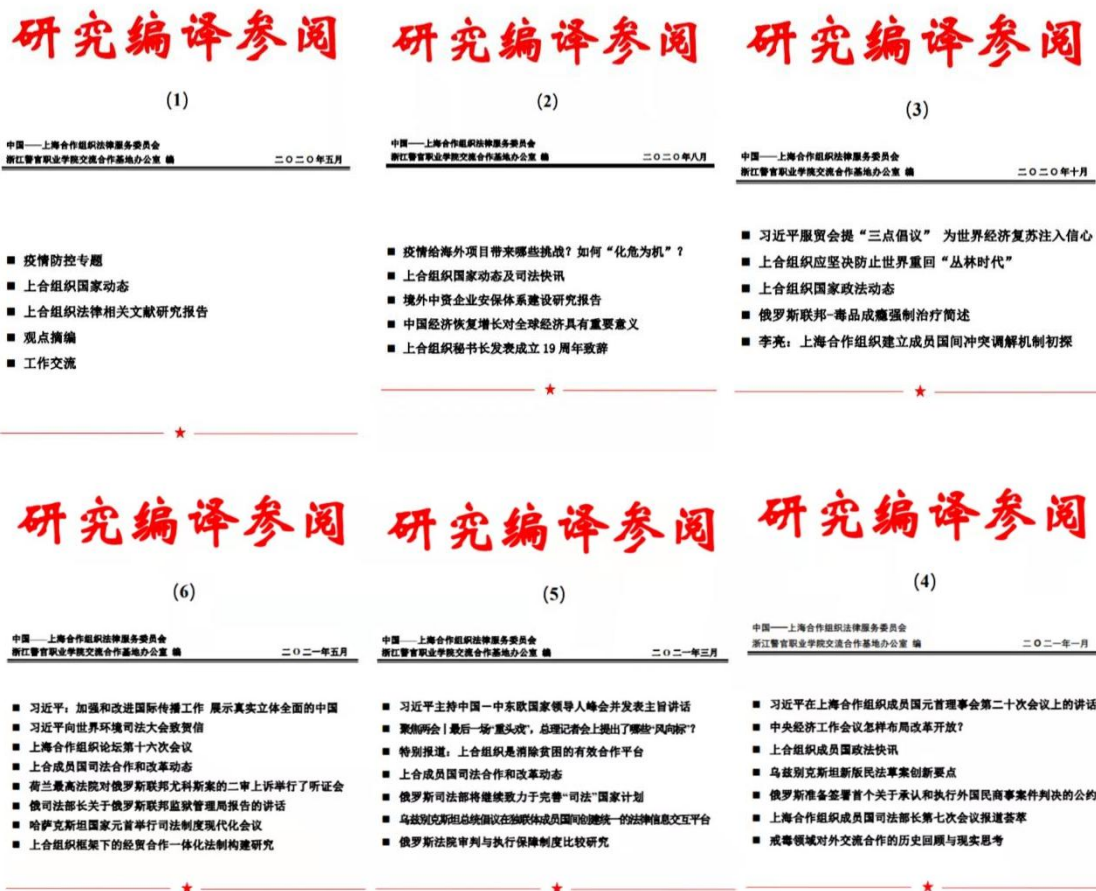 研究编译参阅
(1)
中国——上海合作组织法律服务委员会
浙江警官职业学院交流合作基地办公室 编 二〇二〇年五月
■ 疫情防控专题
■ 上合组织国家动态
■ 上合组织法律相关文献研究报告
■ 观点摘编
■ 工作交流
研究编译参阅
(2)
中国——上海合作组织法律服务委员会
浙江警官职业学院交流合作基地办公室 编 二〇二〇年八月
■ 疫情给海外项目带来哪些挑战？如何“化危为机”？
■ 上合组织国家动态及司法快讯
■ 境外中资企业安保体系建设研究报告
■ 中国经济恢复增长对全球经济具有重要意义
■ 上合组织秘书长发表成立 19 周年致辞
研究编译参阅
(3)
中国——上海合作组织法律服务委员会
浙江警官职业学院交流合作基地办公室 编 二〇二〇年十月
■ 习近平服贸会提“三点倡议” 为世界经济复苏注入信心
■ 上合组织应坚决防止世界重回“丛林时代”
■ 上合组织国家政法动态
■ 俄罗斯联邦-毒品成瘾强制治疗简述
■ 李亮：上海合作组织建立成员国间冲突调解机制初探
研究编译参阅
(6)
中国——上海合作组织法律服务委员会
浙江警官职业学院交流合作基地办公室 编 二〇二一年五月
■ 习近平：加强和改进国际传播工作 展示真实立体全面的中国
■ 习近平向世界环境司法大会致贺信
■ 上海合作组织论坛第十六次会议
■ 上合成员国司法合作和改革动态
■ 荷兰最高法院对俄罗斯联邦尤科斯案的二审上诉举行了听证会
■ 俄司法部长关于俄罗斯联邦监狱管理局报告的讲话
■ 哈萨克斯坦国家元首举行司法制度现代化会议
■ 上合组织框架下的经贸合作一体化法制构建研究
研究编译参阅
(5)
中国——上海合作组织法律服务委员会
浙江警官职业学院交流合作基地办公室 编 二〇二一年三月
■ 习近平主持中国－中东欧国家领导人峰会并发表主旨讲话
■ 聚焦两会丨最后一场“重头戏”，总理记者会上提出了哪些“风向标”？
■ 特别报道：上合组织是消除贫困的有效合作平台
■ 上合成员国司法合作和改革动态
■ 俄罗斯司法部将继续致力于完善“司法”国家计划
■ 乌兹别克斯坦总统倡议在独联体成员国间创建统一的法律信息交互平台
■ 俄罗斯法院审判与执行保障制度比较研究
研究编译参阅
(4)
中国——上海合作组织法律服务委员会
浙江警官职业学院交流合作基地办公室 编 二〇二一年一月
■ 习近平在上海合作组织成员国元首理事会第二十次会议上的讲话
■ 中央经济工作会议怎样布局改革开放？
■ 上合组织成员国政法快讯
■ 乌兹别克斯坦新版民法草案创新要点
■ 俄罗斯准备签署首个关于承认和执行外国民商事案件判决的公约
■ 上海合作组织成员国司法部长第七次会议报道荟萃
■ 戒毒领域对外交流合作的历史回顾与现实思考